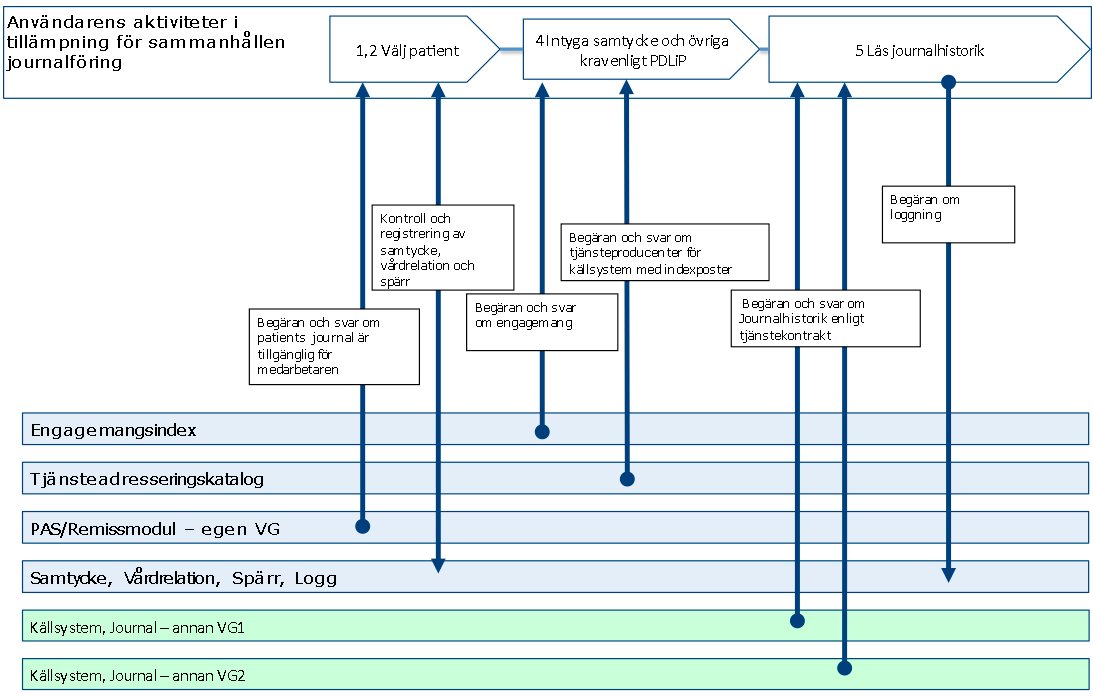 Användarens aktiviteter i
tillämpning för sammanhållen
journalföring
1,2 Välj patient
4 Intyga samtycke och övriga
krav enligt PDLiP
5 Läs journalhistorik
Kontroll och
registrering av
samtycke,
vårdrelation och
spärr
Begäran och svar om
tjänsteproducenter för
källsystem med indexposter
Begäran om
loggning
Begäran och svar
om engagemang
Begäran och svar om
Journalhistorik enligt
tjänstekontrakt
Begäran och svar om
patients journal är
tillgänglig för
medarbetaren
Engagemangsindex
Tjänsteadresseringskatalog
PAS/Remissmodul – egen VG
Samtycke, Vårdrelation, Spärr, Logg
Källsystem, Journal – annan VG1
Källsystem, Journal – annan VG2